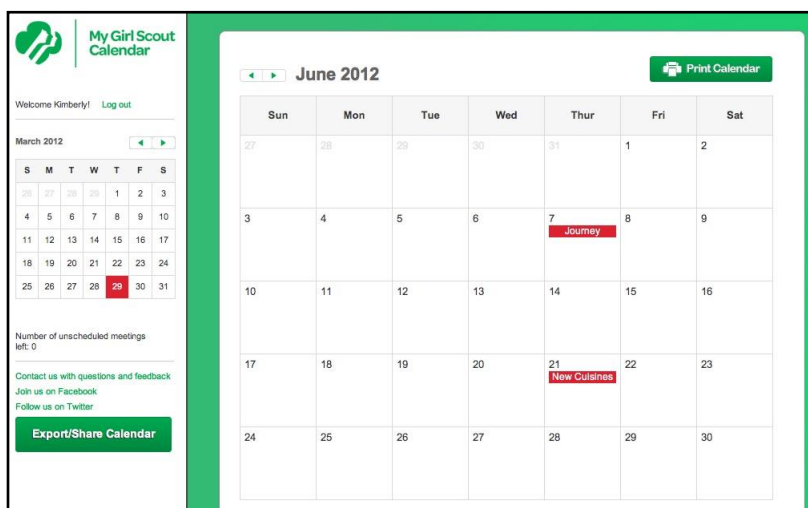 My Girl Scout
Calendar
Welcome Kimberly! Log out
March 2012
S M T W T F S
26 27 28 29 1 2 3
4 5 6 7 8 9 10
11 12 13 14 15 16 17
18 19 20 21 22 23 24
25 26 27 28 29 30 31
Number of unscheduled meetings
left: 0
Contact us with questions and feedback
Join us on Facebook
Follow us on Twitter
Export/Share Calendar
June 2012
Print Calendar
Sun Mon Tue Wed Thur Fri Sat
27 28 29 30 31 1 2
3 4 5 6 7 8 9
Journey
10 11 12 13 14 15 16
17 18 19 20 21 22 23
New Cuisines
24 25 26 27 28 29 30